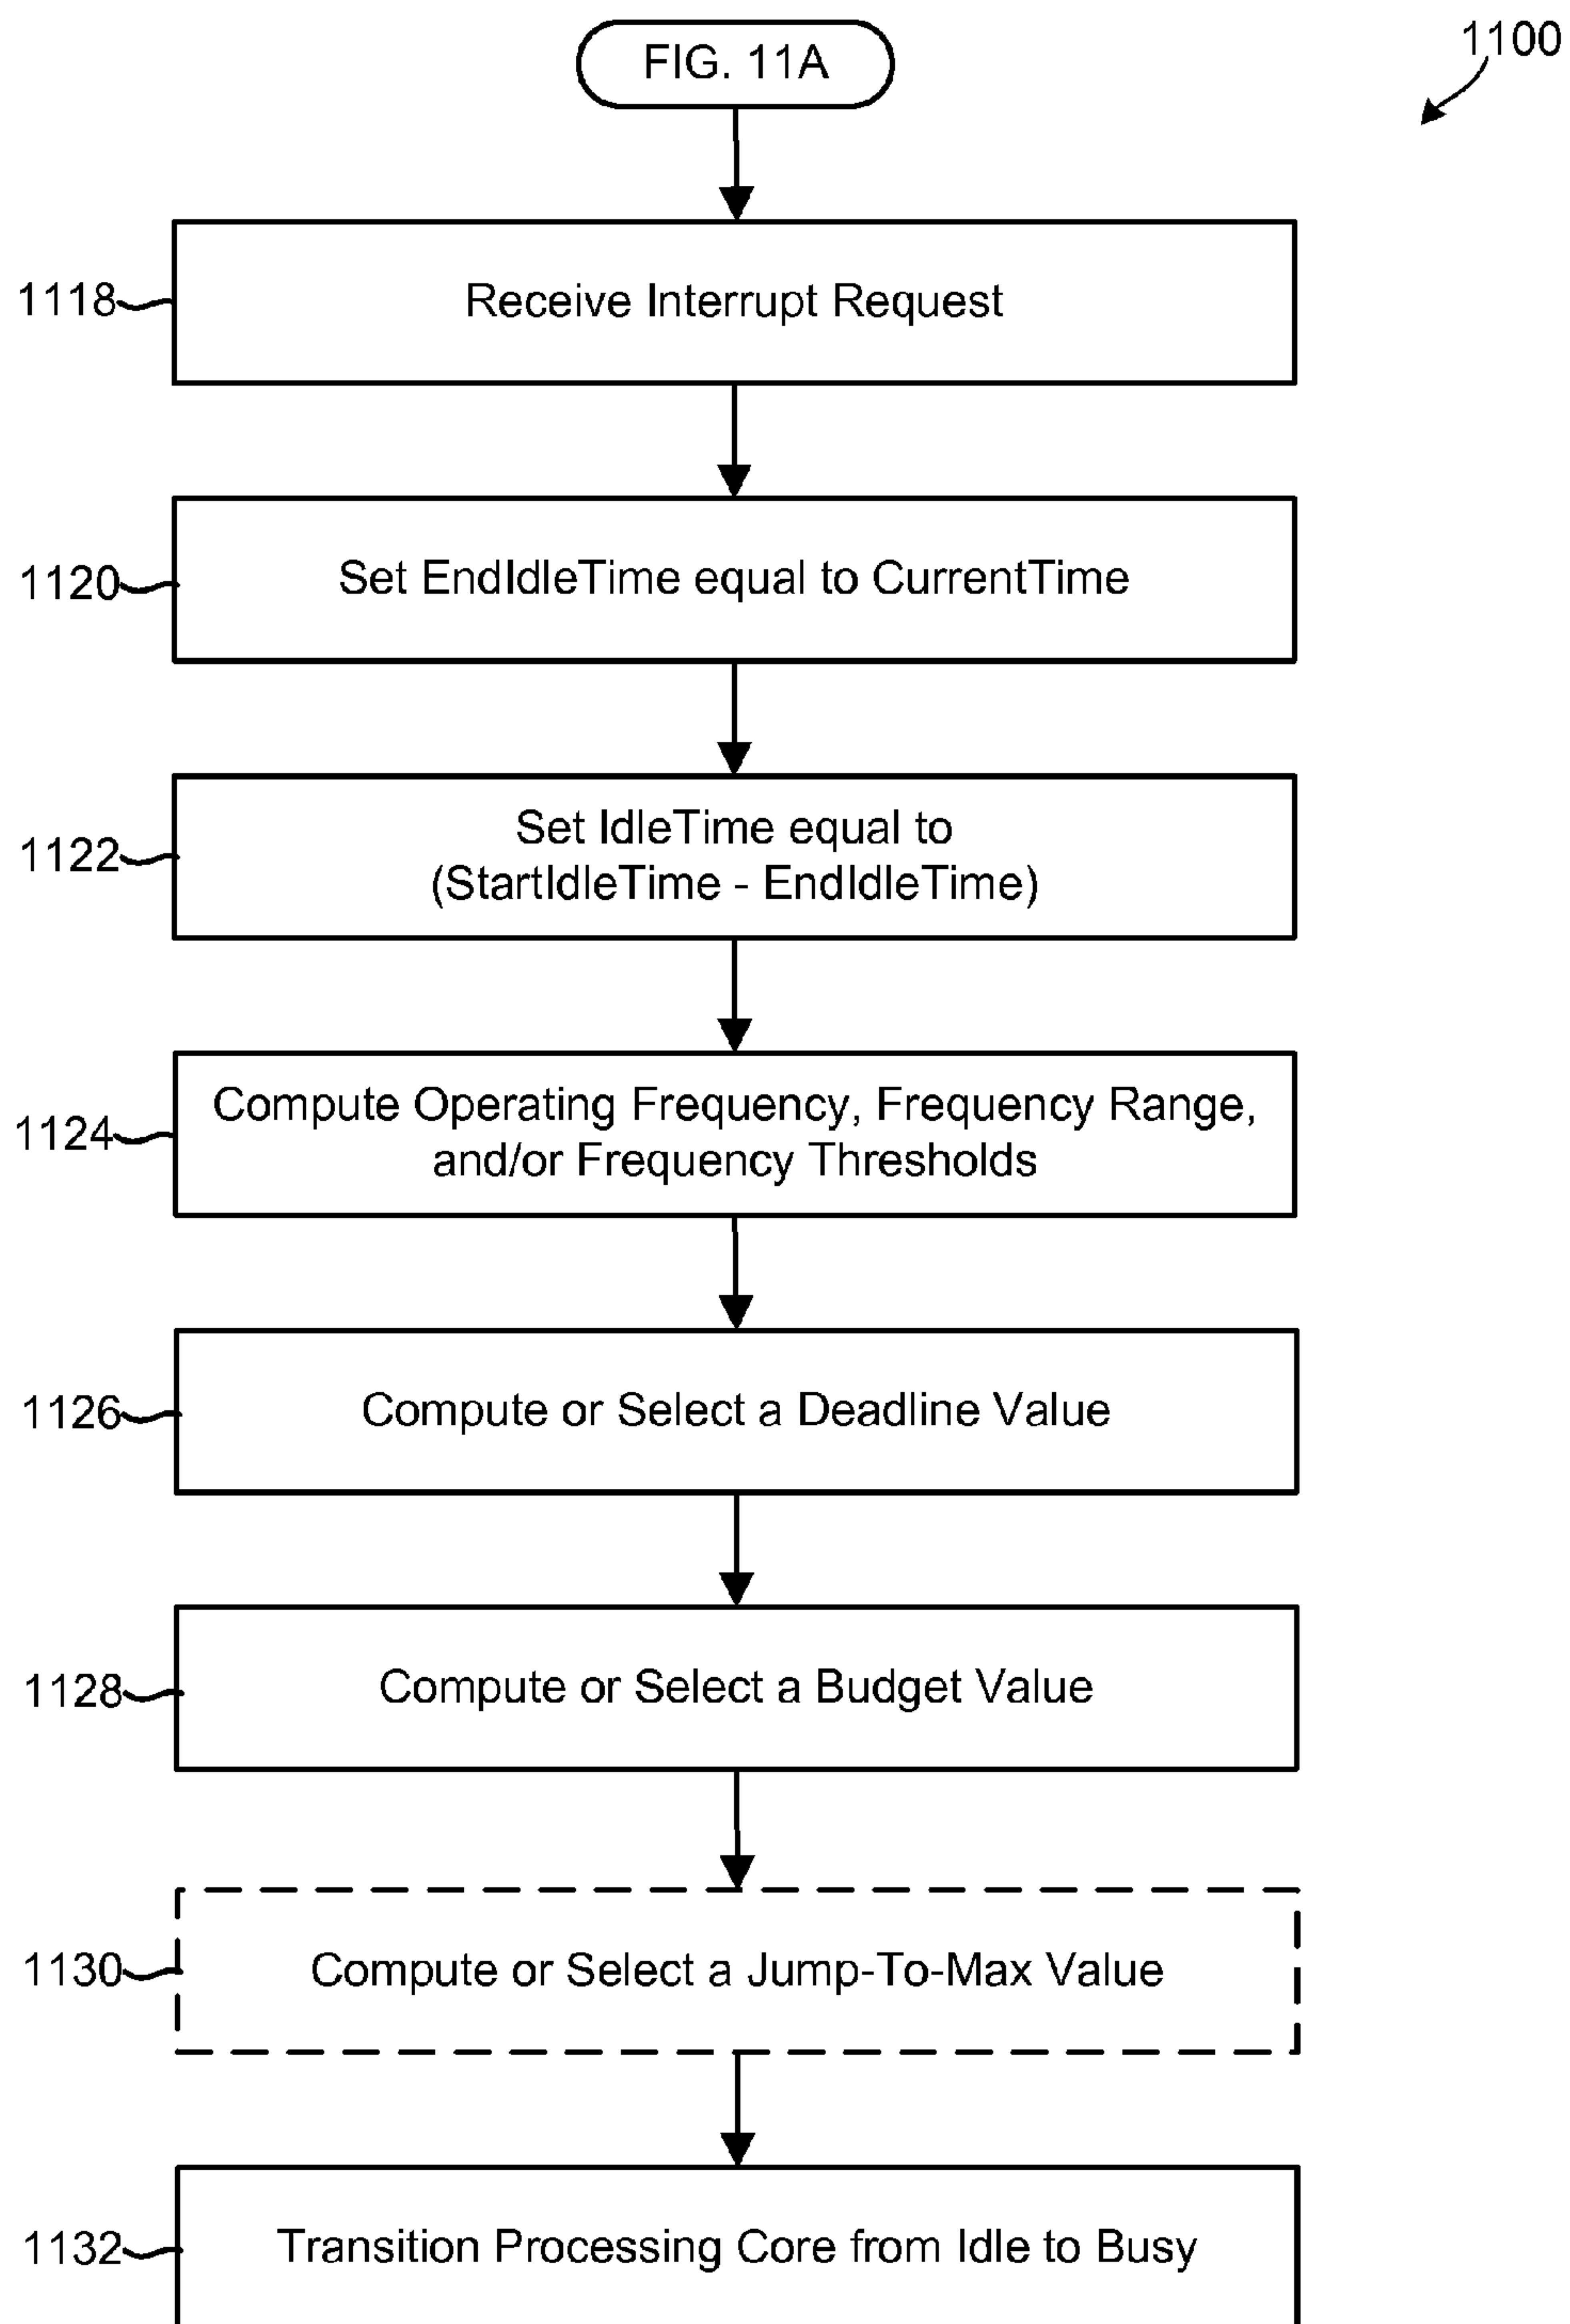 FIG. 11A
1100
1118
Receive Interrupt Request
1120
Set EndIdleTime equal to CurrentTime
1122
Set IdleTime equal to
(StartIdleTime - EndIdleTime)
1124
Compute Operating Frequency, Frequency Range,
and/or Frequency Thresholds
1126
Compute or Select a Deadline Value
1128
Compute or Select a Budget Value
1130
Compute or Select a Jump-To-Max Value
1132
Transition Processing Core from Idle to Busy